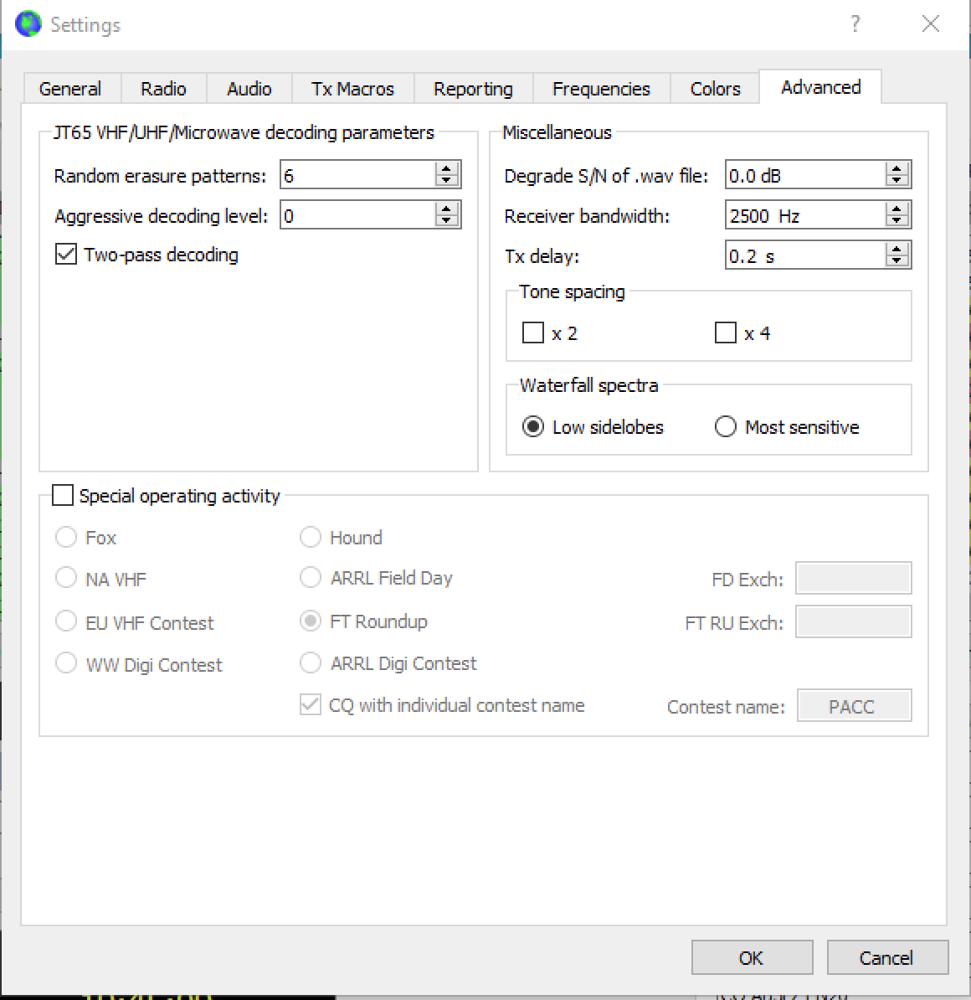 Settings
General Radio Audio Tx Macros Reporting Frequencies Colors Advanced
JT65 VHF/UHF/Microwave decoding parameters
Random erasure patterns: 6
Aggressive decoding level: 0
Two-pass decoding
Miscellaneous
Degrade S/N of .wav file: 0.0 dB
Receiver bandwidth: 2500 Hz
Tx delay: 0.2 s
Tone spacing
x 2 x 4
Waterfall spectra
Low sidelobes Most sensitive
Special operating activity
Fox Hound
NA VHF ARRL Field Day FD Exch:
EU VHF Contest FT Roundup FT RU Exch:
WW Digi Contest ARRL Digi Contest
CQ with individual contest name Contest name: PACC
OK Cancel